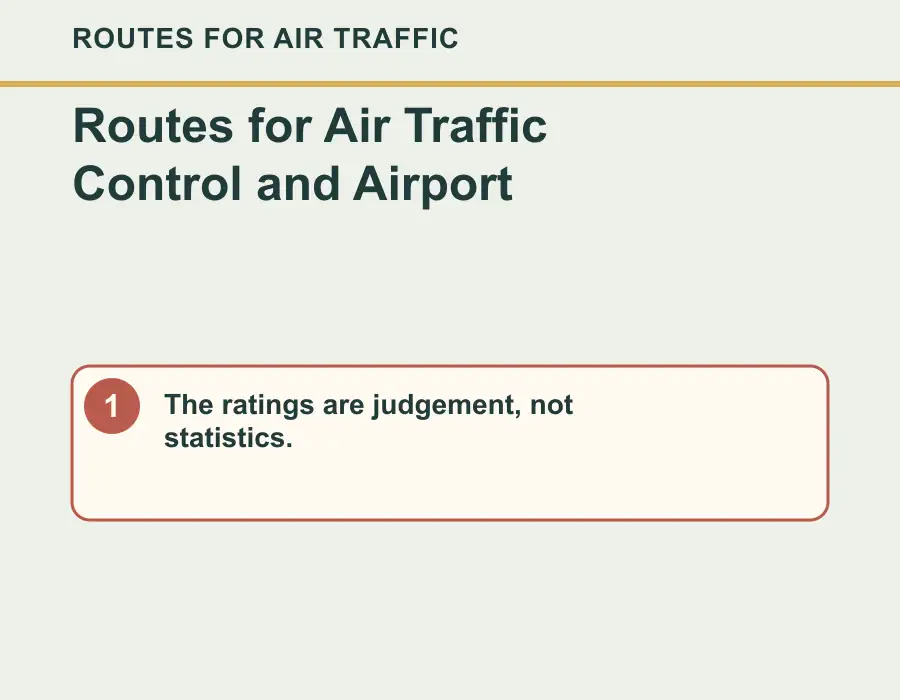 ROUTES FOR AIR TRAFFIC
Routes for Air Traffic
Control and Airport
1
The ratings are judgement, not
statistics.